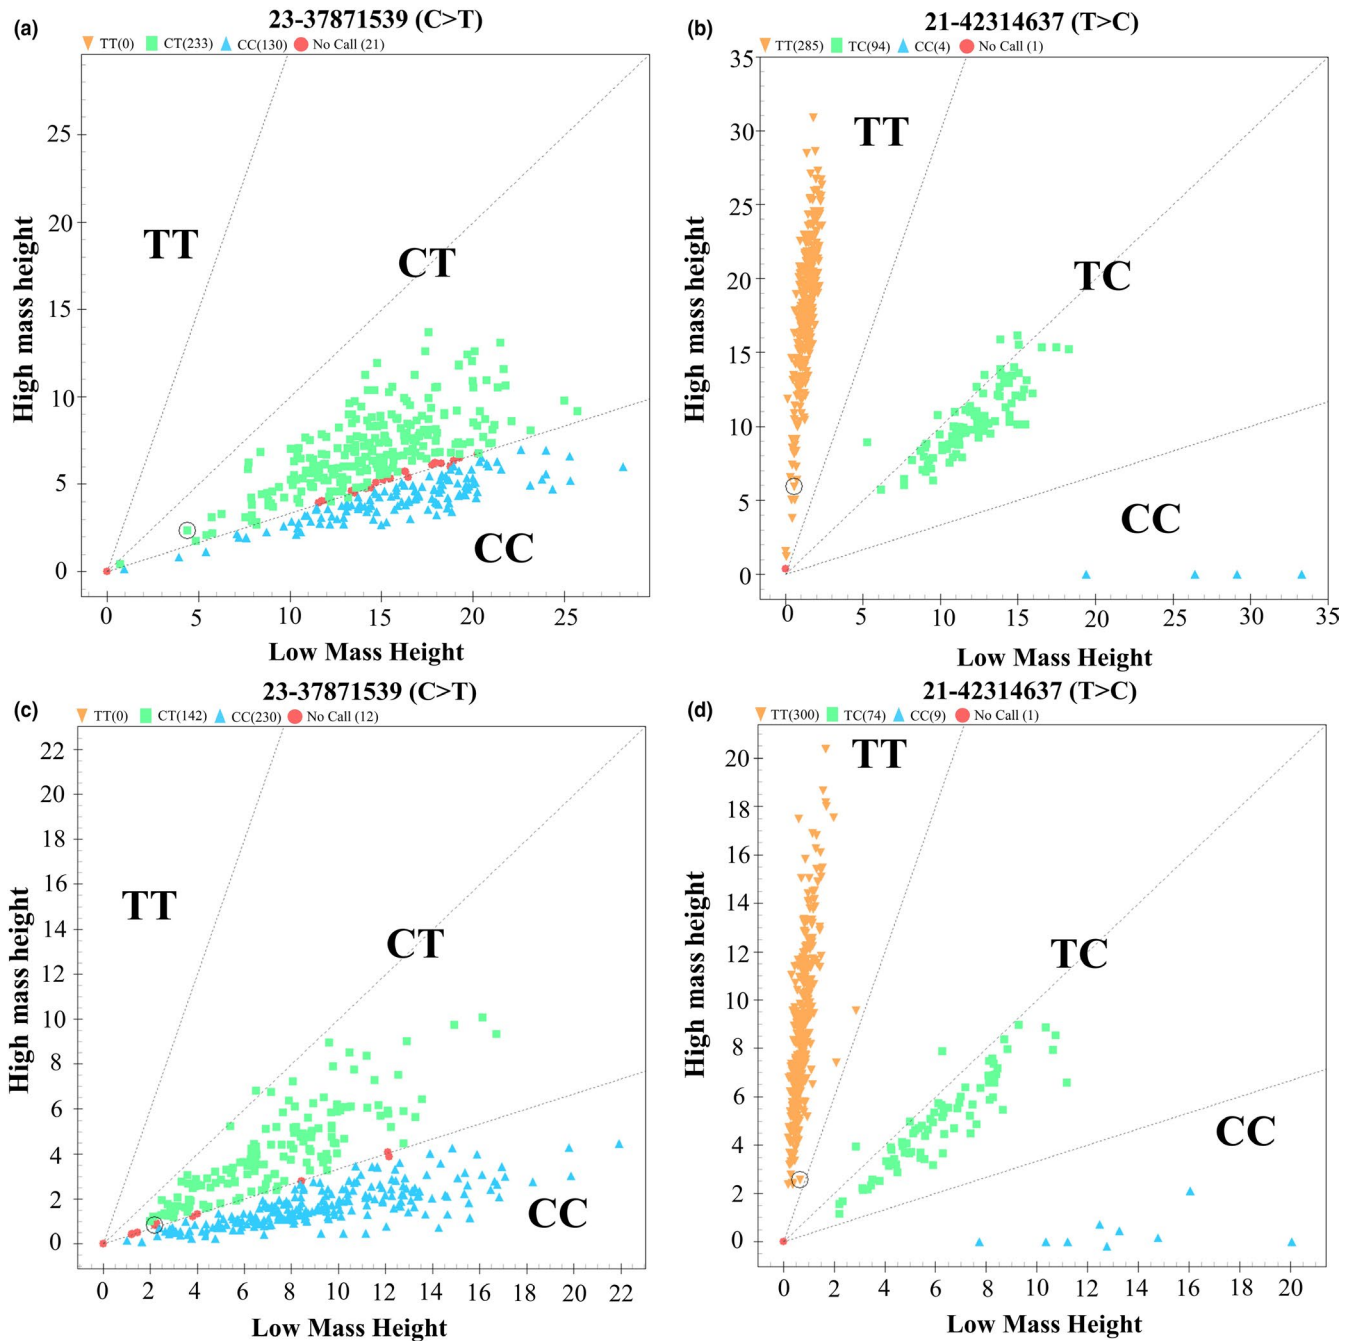 (a)
23-37871539 (C>T)
TT(0) CT(233) CC(130) No Call (21)
High mass height
25
20
15
10
5
0
TT
CT
CC
0 5 10 15 20 25
Low Mass Height
(b)
21-42314637 (T>C)
TT(285) TC(94) CC(4) No Call (1)
High mass height
35
30
25
20
15
10
5
0
TT
TC
CC
0 5 10 15 20 25 30 35
Low Mass Height
(c)
23-37871539 (C>T)
TT(0) CT(142) CC(230) No Call (12)
High mass height
22
20
18
16
14
12
10
8
6
4
2
0
TT
CT
CC
0 2 4 6 8 10 12 14 16 18 20 22
Low Mass Height
(d)
21-42314637 (T>C)
TT(300) TC(74) CC(9) No Call (1)
High mass height
20
18
16
14
12
10
8
6
4
2
0
TT
TC
CC
0 2 4 6 8 10 12 14 16 18 20
Low Mass Height